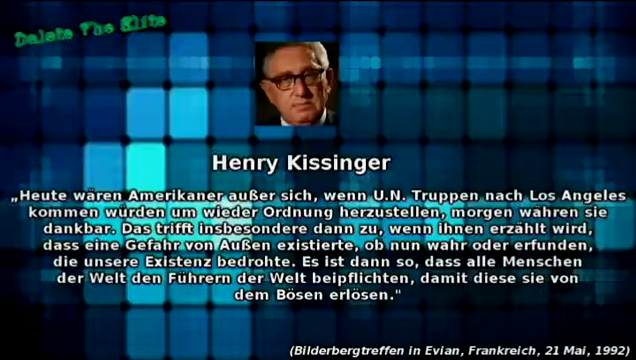 Delete The Elite
Henry Kissinger
„Heute wären Amerikaner außer sich, wenn U.N. Truppen nach Los Angeles
kommen würden um wieder Ordnung herzustellen, morgen wahren sie
dankbar. Das trifft insbesondere dann zu, wenn ihnen erzählt wird,
dass eine Gefahr von Außen existierte, ob nun wahr oder erfunden,
die unsere Existenz bedrohte. Es ist dann so, dass alle Menschen
der Welt den Führern der Welt beipflichten, damit diese sie von
dem Bösen erlösen."
(Bilderbergtreffen in Evian, Frankreich, 21 Mai, 1992)